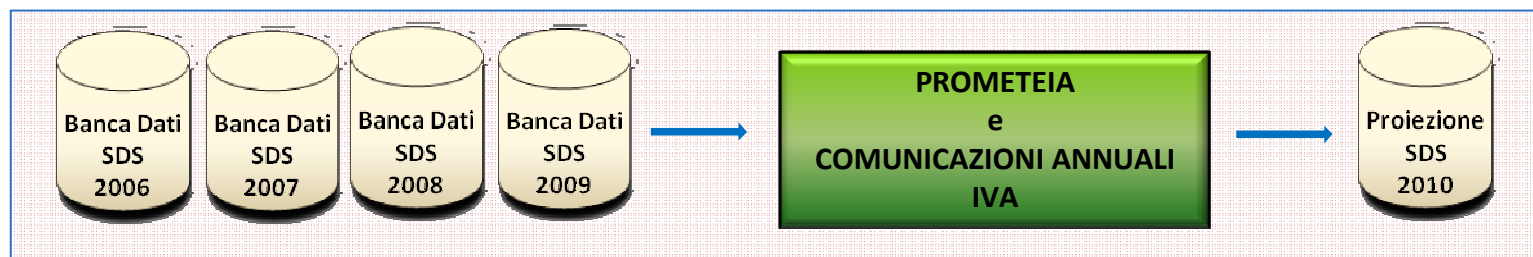 Banca Dati
SDS
2006
Banca Dati
SDS
2007
Banca Dati
SDS
2008
Banca Dati
SDS
2009
PROMETEIA
e
COMUNICAZIONI ANNUALI
IVA
Proiezione
SDS
2010